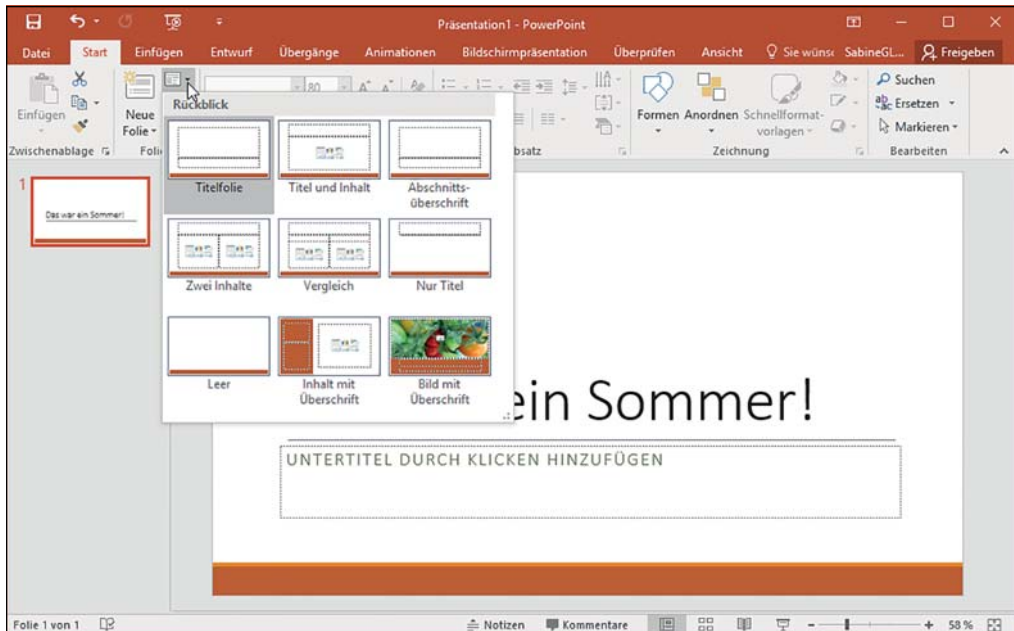 Präsentation1 - PowerPoint
Datei Start Einfügen Entwurf Übergänge Animationen Bildschirmpräsentation Überprüfen Ansicht Sie wünsc SabineGL... Freigeben
Einfügen
Neue
Folie
80
Formen Anordnen Schnellformat-
vorlagen
Suchen
Ersetzen
Markieren
Zwischenablage Foli bsatz Zeichnung Bearbeiten
Rückblick
Titelfolie Titel und Inhalt Abschnitts-
überschrift
Zwei Inhalte Vergleich Nur Titel
Leer Inhalt mit
Überschrift
Bild mit
Überschrift
1
Das war ein Sommer!
ein Sommer!
UNTERTITEL DURCH KLICKEN HINZUFÜGEN
Folie 1 von 1 Notizen Kommentare 58 %